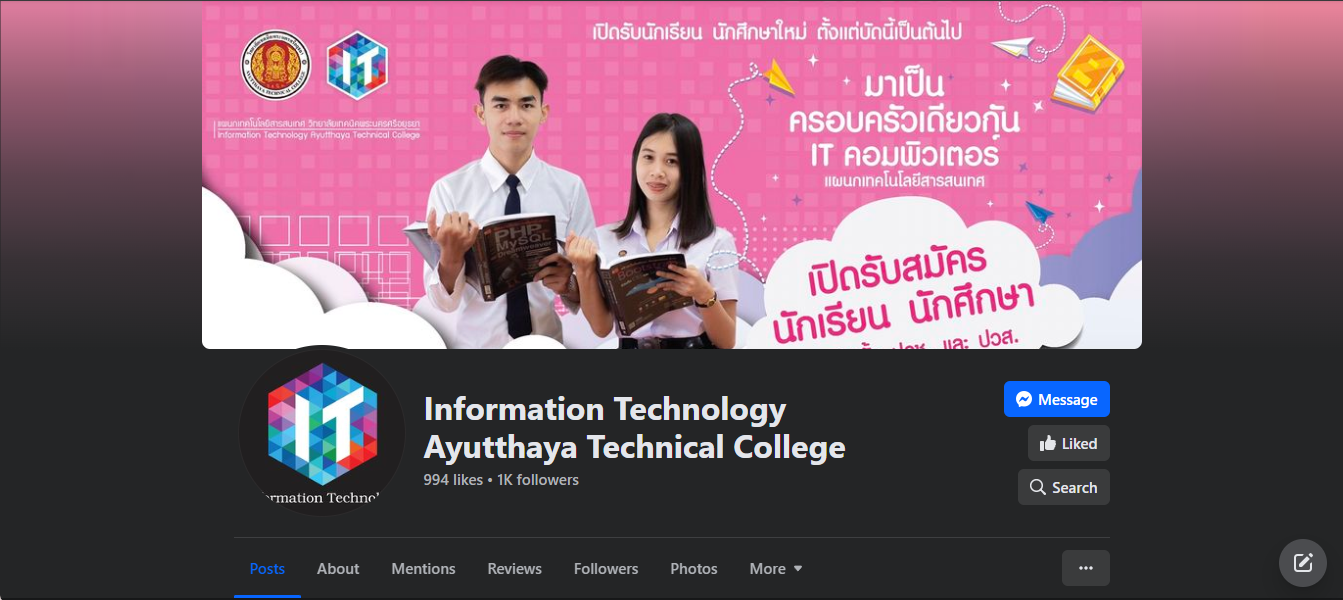 เปิดรับนักเรียน นักศึกษาใหม่ ตั้งแต่บัดนี้เป็นต้นไป
IT
แผนกเทคโนโลยีสารสนเทศ วิทยาลัยเทคนิคพระนครศรีอยุธยา
Information Technology Ayutthaya Technical College
มาเป็น
ครอบครัวเดียวกัน
IT คอมพิวเตอร์
แผนกเทคโนโลยีสารสนเทศ
PHP
MySQL
Dreamweaver
เปิดรับสมัคร
นักเรียน นักศึกษา
ปวช. และ ปวส.
IT
ormation Techno
Information Technology
Ayutthaya Technical College
994 likes • 1K followers
Message
Liked
Search
Posts
About
Mentions
Reviews
Followers
Photos
More